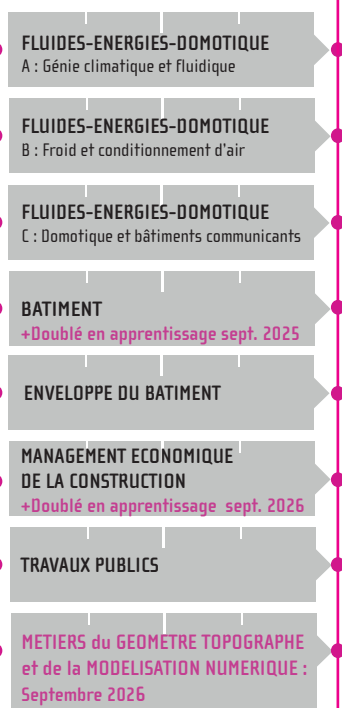 FLUIDES-ENERGIES-DOMOTIQUE
A : Génie climatique et fluidique
FLUIDES-ENERGIES-DOMOTIQUE
B : Froid et conditionnement d'air
FLUIDES-ENERGIES-DOMOTIQUE
C : Domotique et bâtiments communicants
BATIMENT
+Doublé en apprentissage sept. 2025
ENVELOPPE DU BATIMENT
MANAGEMENT ECONOMIQUE
DE LA CONSTRUCTION
+Doublé en apprentissage sept. 2026
TRAVAUX PUBLICS
METIERS du GEOMETRE TOPOGRAPHE
et de la MODELISATION NUMERIQUE :
Septembre 2026